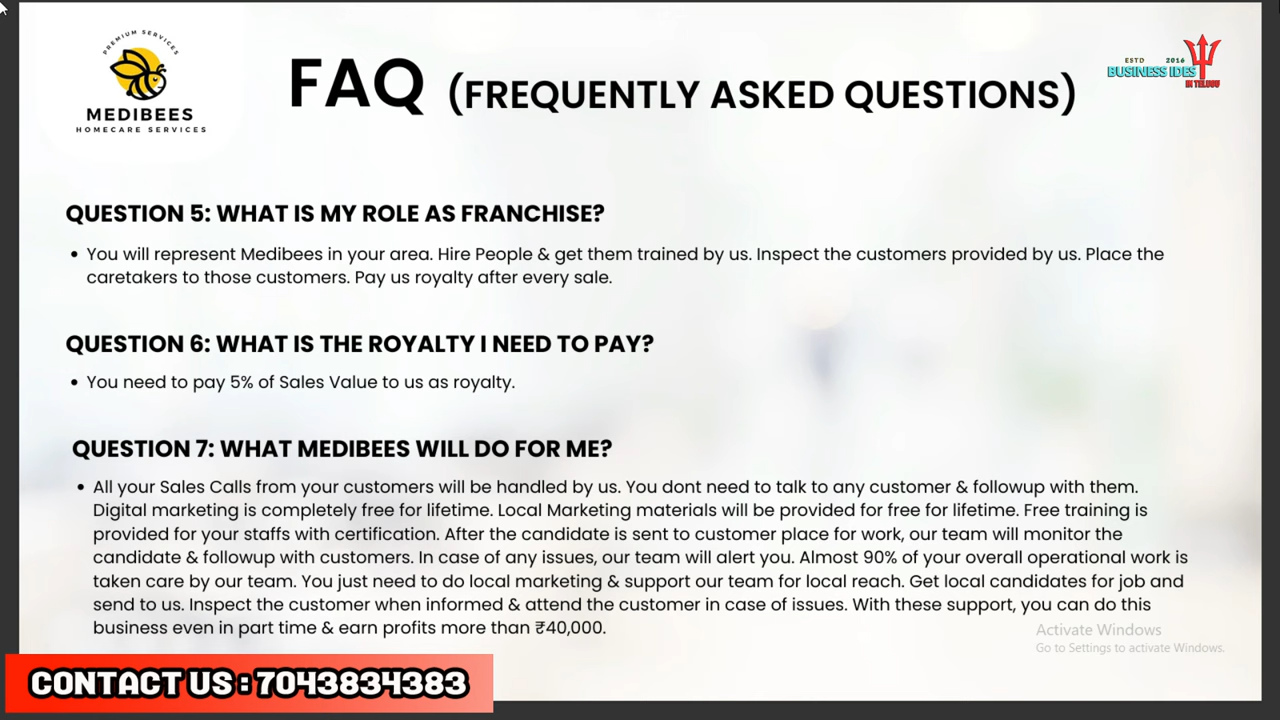 PREMIUM SERVICES
MEDIBEES
HOMECARE SERVICES
FAQ (FREQUENTLY ASKED QUESTIONS)
ESTD 2016
BUSINESS IDES
IN TELUGU
QUESTION 5: WHAT IS MY ROLE AS FRANCHISE?
• You will represent Medibees in your area. Hire People & get them trained by us. Inspect the customers provided by us. Place the
caretakers to those customers. Pay us royalty after every sale.
QUESTION 6: WHAT IS THE ROYALTY I NEED TO PAY?
• You need to pay 5% of Sales Value to us as royalty.
QUESTION 7: WHAT MEDIBEES WILL DO FOR ME?
• All your Sales Calls from your customers will be handled by us. You dont need to talk to any customer & followup with them.
Digital marketing is completely free for lifetime. Local Marketing materials will be provided for free for lifetime. Free training is
provided for your staffs with certification. After the candidate is sent to customer place for work, our team will monitor the
candidate & followup with customers. In case of any issues, our team will alert you. Almost 90% of your overall operational work is
taken care by our team. You just need to do local marketing & support our team for local reach. Get local candidates for job and
send to us. Inspect the customer when informed & attend the customer in case of issues. With these support, you can do this
business even in part time & earn profits more than ₹40,000.
Activate Windows
Go to Settings to activate Windows.
CONTACT US : 7043834383